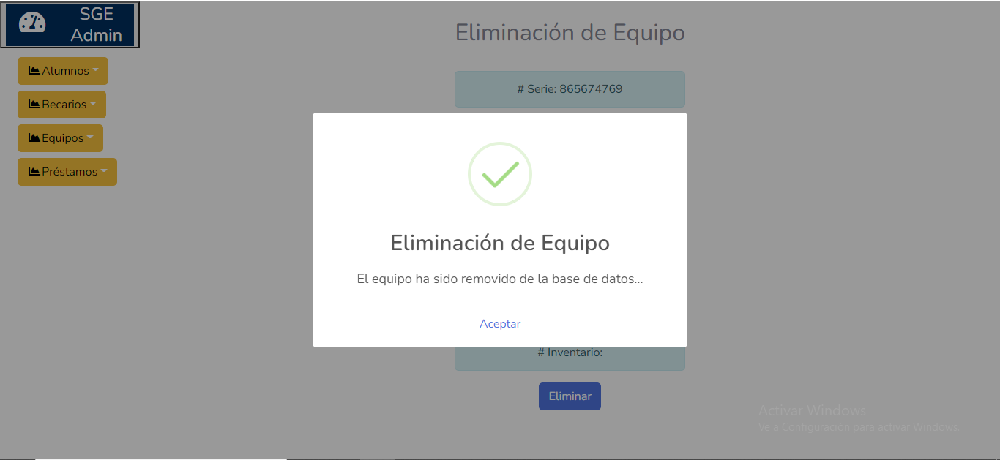 SGE
Admin
Alumnos
Becarios
Equipos
Préstamos
Eliminación de Equipo
# Serie: 865674769
Eliminación de Equipo
El equipo ha sido removido de la base de datos...
Aceptar
# Inventario:
Eliminar
Activar Windows
Ve a Configuración para activar Windows.